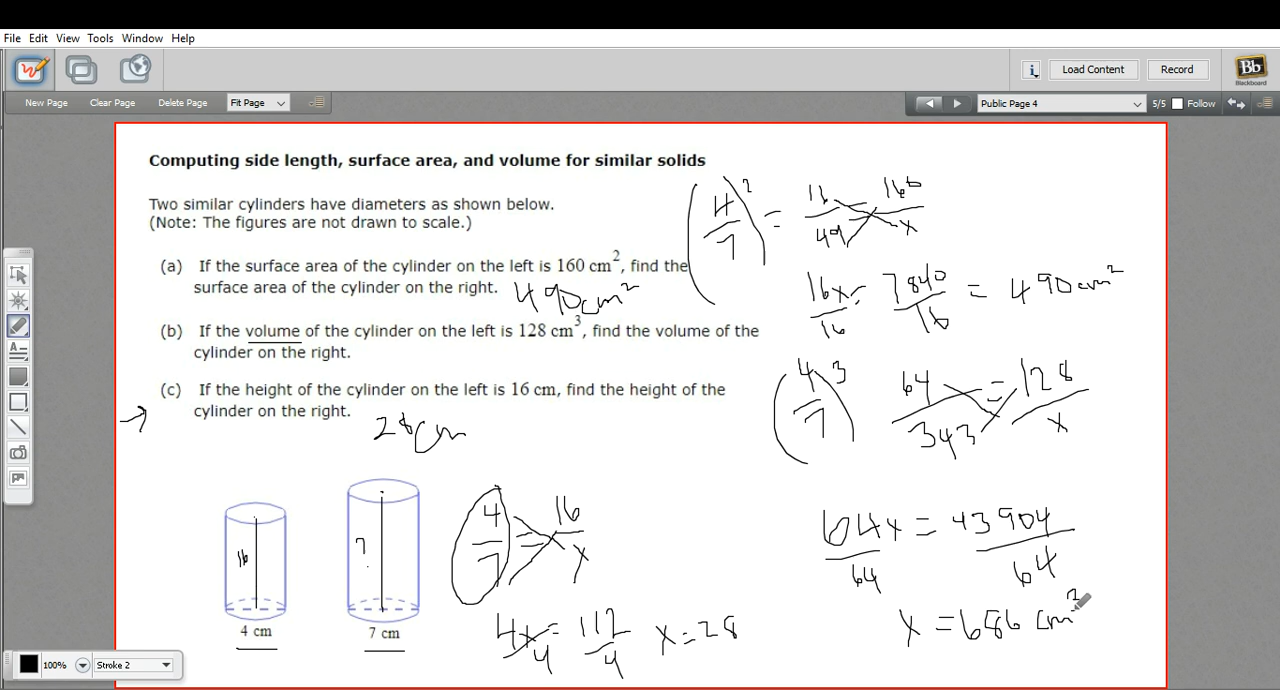 File Edit View Tools Window Help
Load Content Record Bb Blackboard
New Page Clear Page Delete Page Fit Page Public Page 4 5/5 Follow
Computing side length, surface area, and volume for similar solids
Two similar cylinders have diameters as shown below.
(Note: The figures are not drawn to scale.)
(a) If the surface area of the cylinder on the left is 160 cm², find the
surface area of the cylinder on the right. 490cm²
(b) If the volume of the cylinder on the left is 128 cm³, find the volume of the
cylinder on the right.
(c) If the height of the cylinder on the left is 16 cm, find the height of the
cylinder on the right.
28cm
(4/7)² = 16/49 = 160/x
16x/16 = 7840/16 = 490cm²
(4/7)³ 64/343 = 128/x
64x/64 = 43904/64
x = 686 cm³
16
7
4 cm
7 cm
4/7 = 16/x
4x/4 = 112/4 x=28
100% Stroke 2